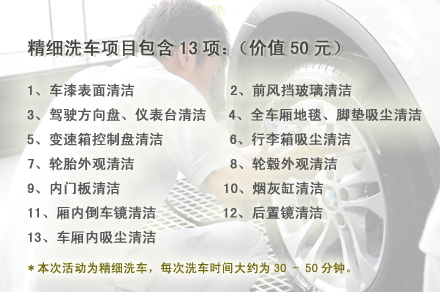 精细洗车项目包含 13 项：（价值 50 元）
1、车漆表面清洁 2、前风挡玻璃清洁
3、驾驶方向盘、仪表台清洁 4、全车厢地毯、脚垫吸尘清洁
5、变速箱控制盘清洁 6、行李箱吸尘清洁
7、轮胎外观清洁 8、轮毂外观清洁
9、内门板清洁 10、烟灰缸清洁
11、厢内倒车镜清洁 12、后置镜清洁
13、车厢内吸尘清洁
*本次活动为精细洗车，每次洗车时间大约为 30 - 50 分钟。